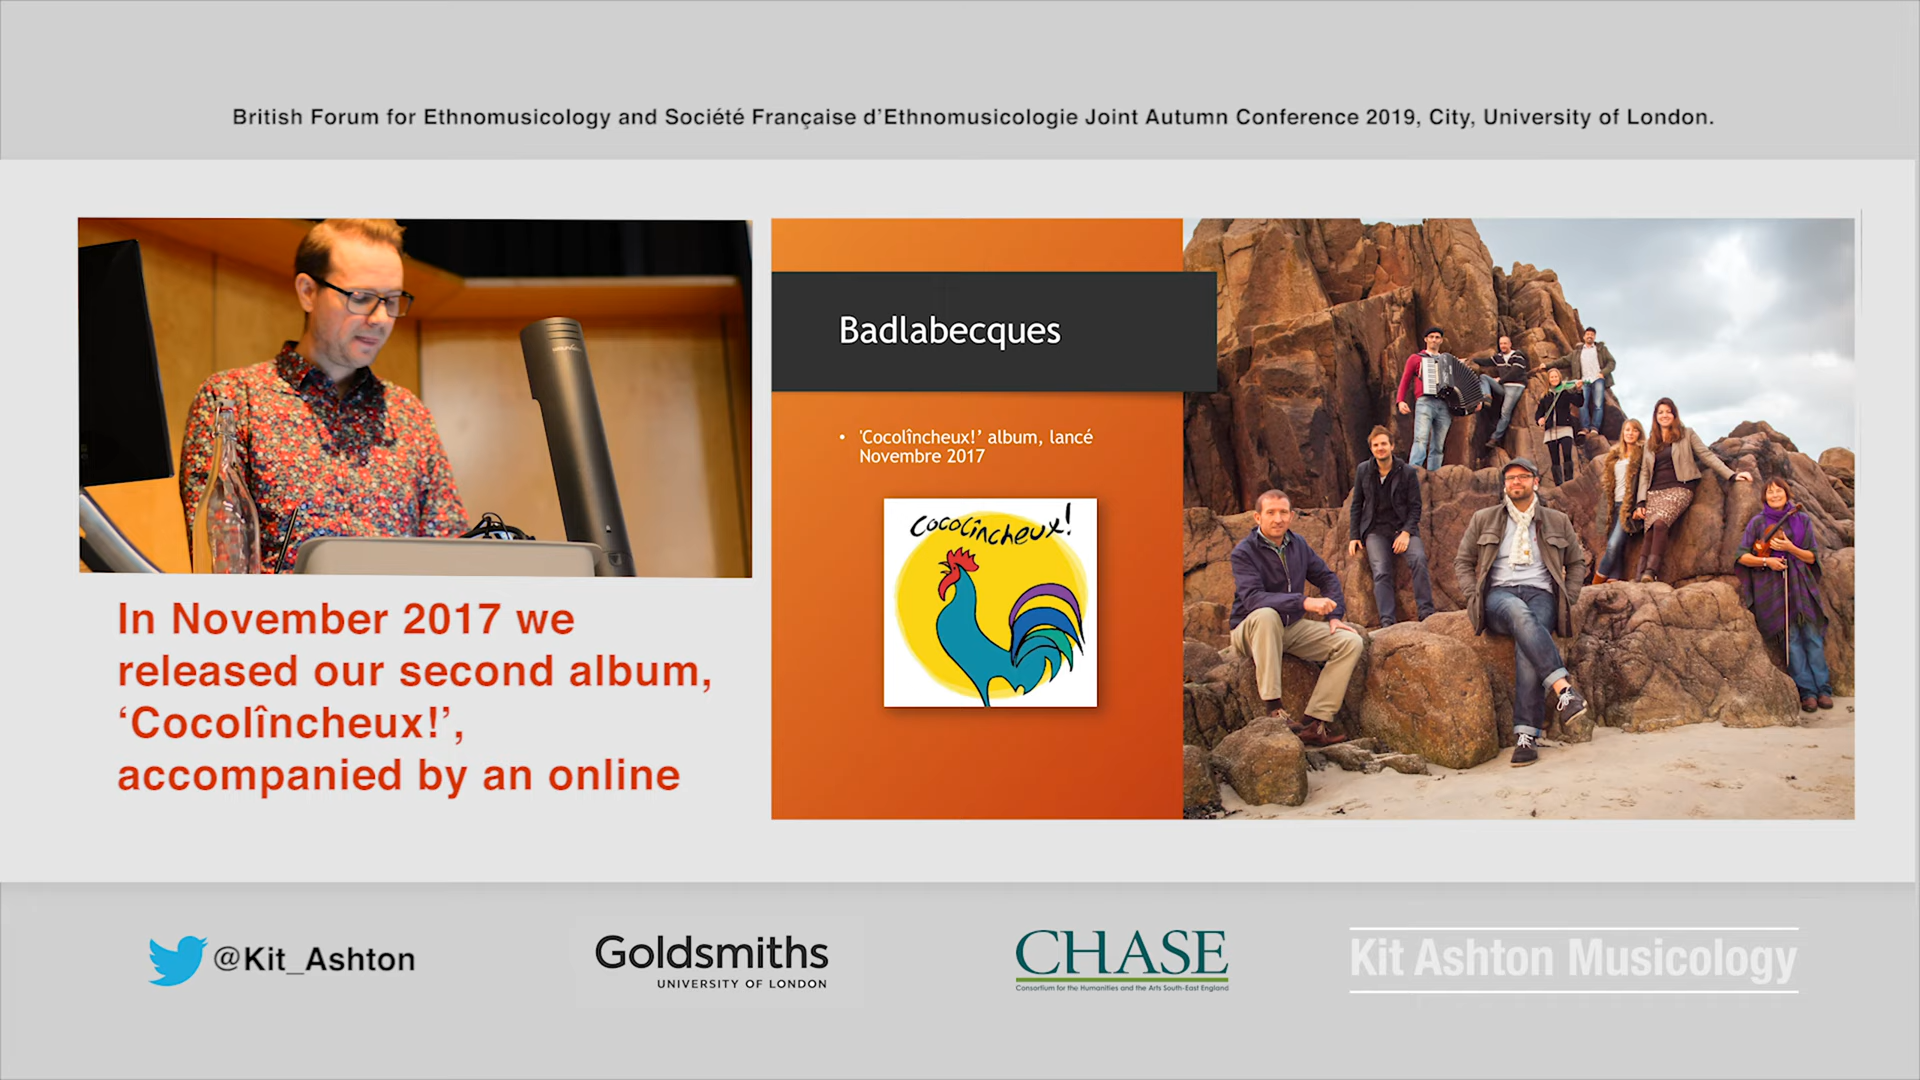 British Forum for Ethnomusicology and Société Française d’Ethnomusicologie Joint Autumn Conference 2019, City, University of London.
In November 2017 we
released our second album,
‘Cocolîncheux!’,
accompanied by an online
Badlabecques
• 'Cocolîncheux!’ album, lancé
Novembre 2017
cocolîncheux!
@Kit_Ashton
Goldsmiths
UNIVERSITY OF LONDON
CHASE
Consortium for the Humanities and the Arts South-East England
Kit Ashton Musicology